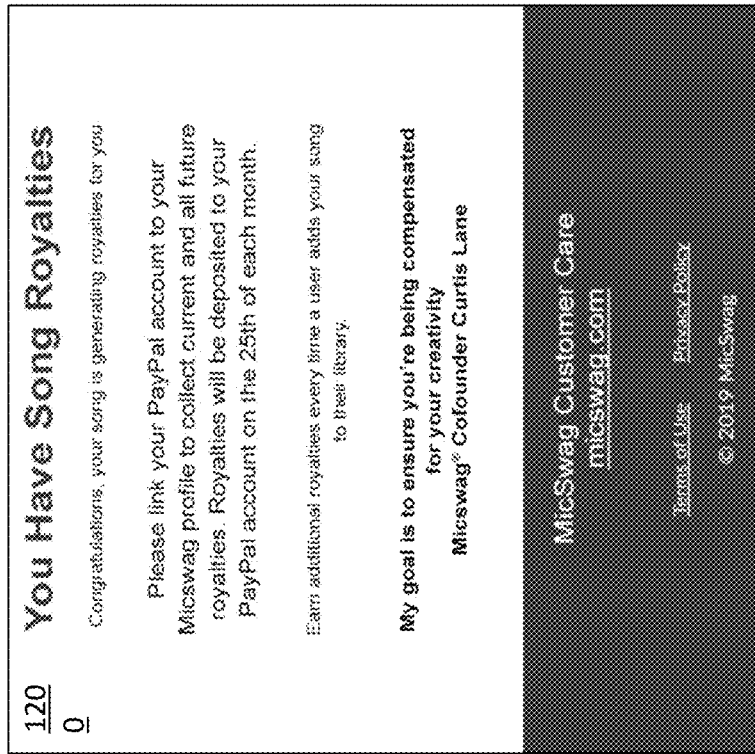 120
0
You Have Song Royalties
Congratulations, your song is generating royalties for you
Please link your PayPal account to your
Micswag profile to collect current and all future
royalties. Royalties will be deposited to your
PayPal account on the 25th of each month.
Earn additional royalties every time a user adds your song
to their library.
My goal is to ensure you're being compensated
for your creativity
Micswag® Cofounder Curtis Lane
MicSwag Customer Care
micswag.com
Terms of Use Privacy Policy
© 2019 MicSwag